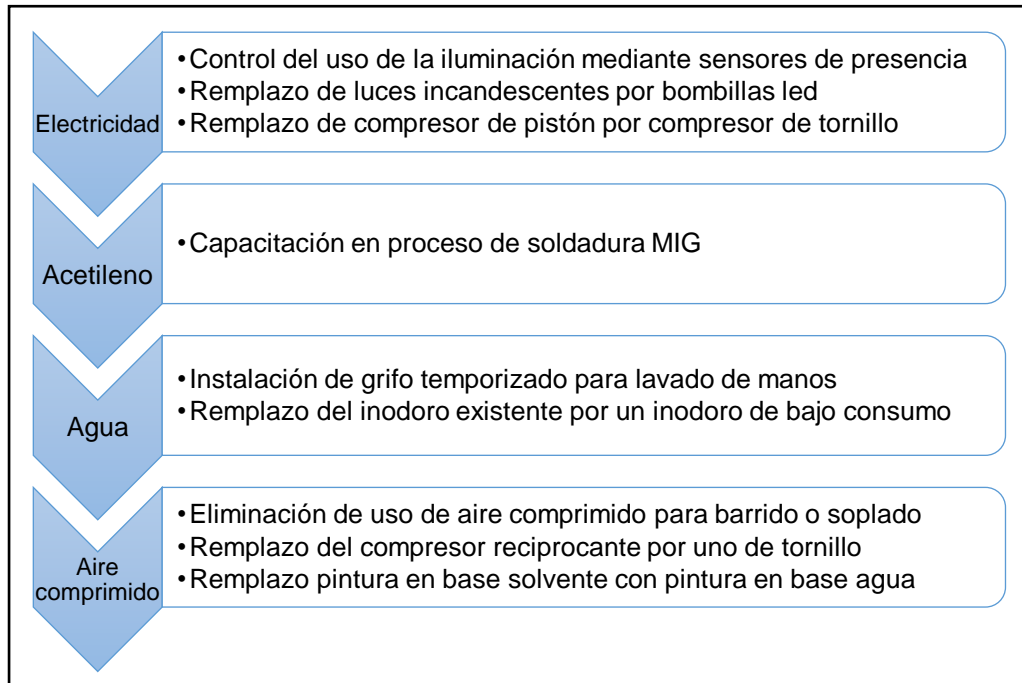 Electricidad
•Control del uso de la iluminación mediante sensores de presencia
•Remplazo de luces incandescentes por bombillas led
•Remplazo de compresor de pistón por compresor de tornillo
Acetileno
•Capacitación en proceso de soldadura MIG
Agua
•Instalación de grifo temporizado para lavado de manos
•Remplazo del inodoro existente por un inodoro de bajo consumo
Aire
comprimido
•Eliminación de uso de aire comprimido para barrido o soplado
•Remplazo del compresor reciprocante por uno de tornillo
•Remplazo pintura en base solvente con pintura en base agua